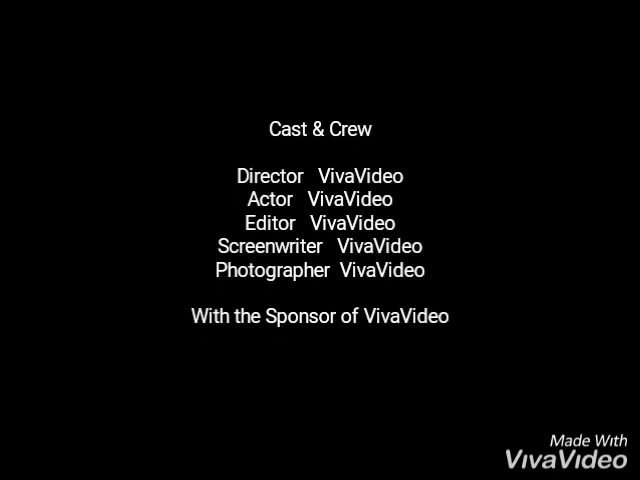 Cast & Crew
Director VivaVideo
Actor VivaVideo
Editor VivaVideo
Screenwriter VivaVideo
Photographer VivaVideo
With the Sponsor of VivaVideo
Made With
VivaVideo